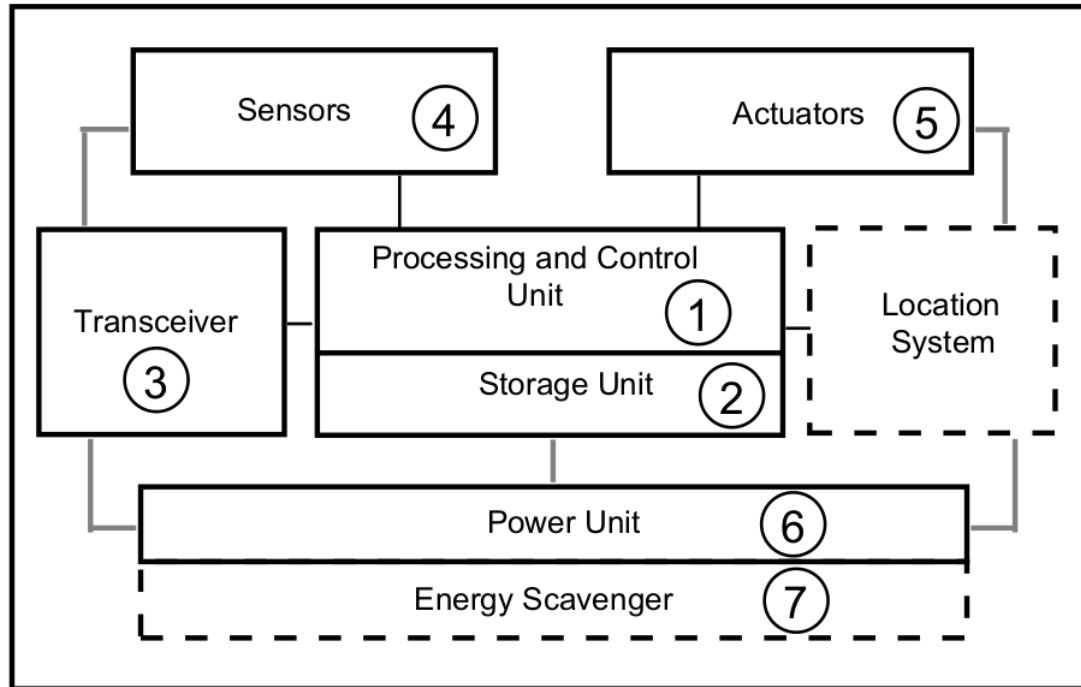 Sensors
4
Actuators
5
Processing and Control
Unit
1
Transceiver
3
Storage Unit
2
Location
System
Power Unit
6
Energy Scavenger
7